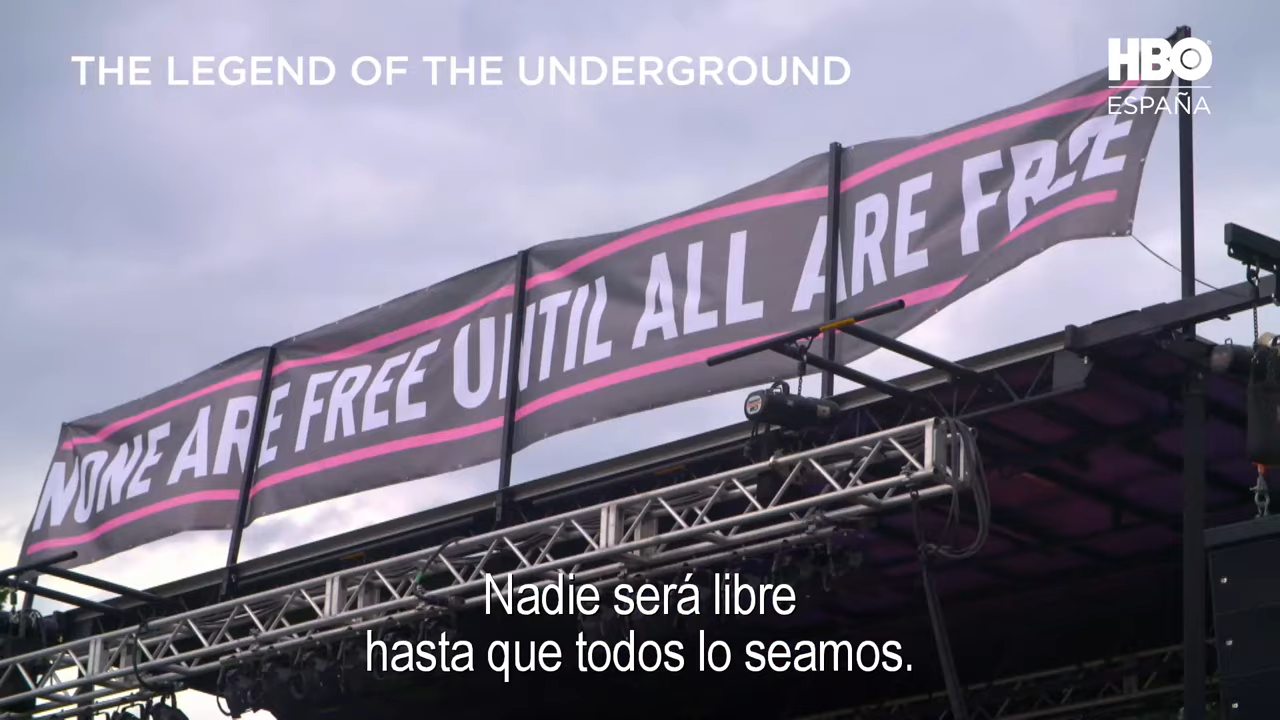 THE LEGEND OF THE UNDERGROUND
HBO
ESPAÑA
NONE ARE FREE UNTIL ALL ARE FREE
Nadie será libre
hasta que todos lo seamos.